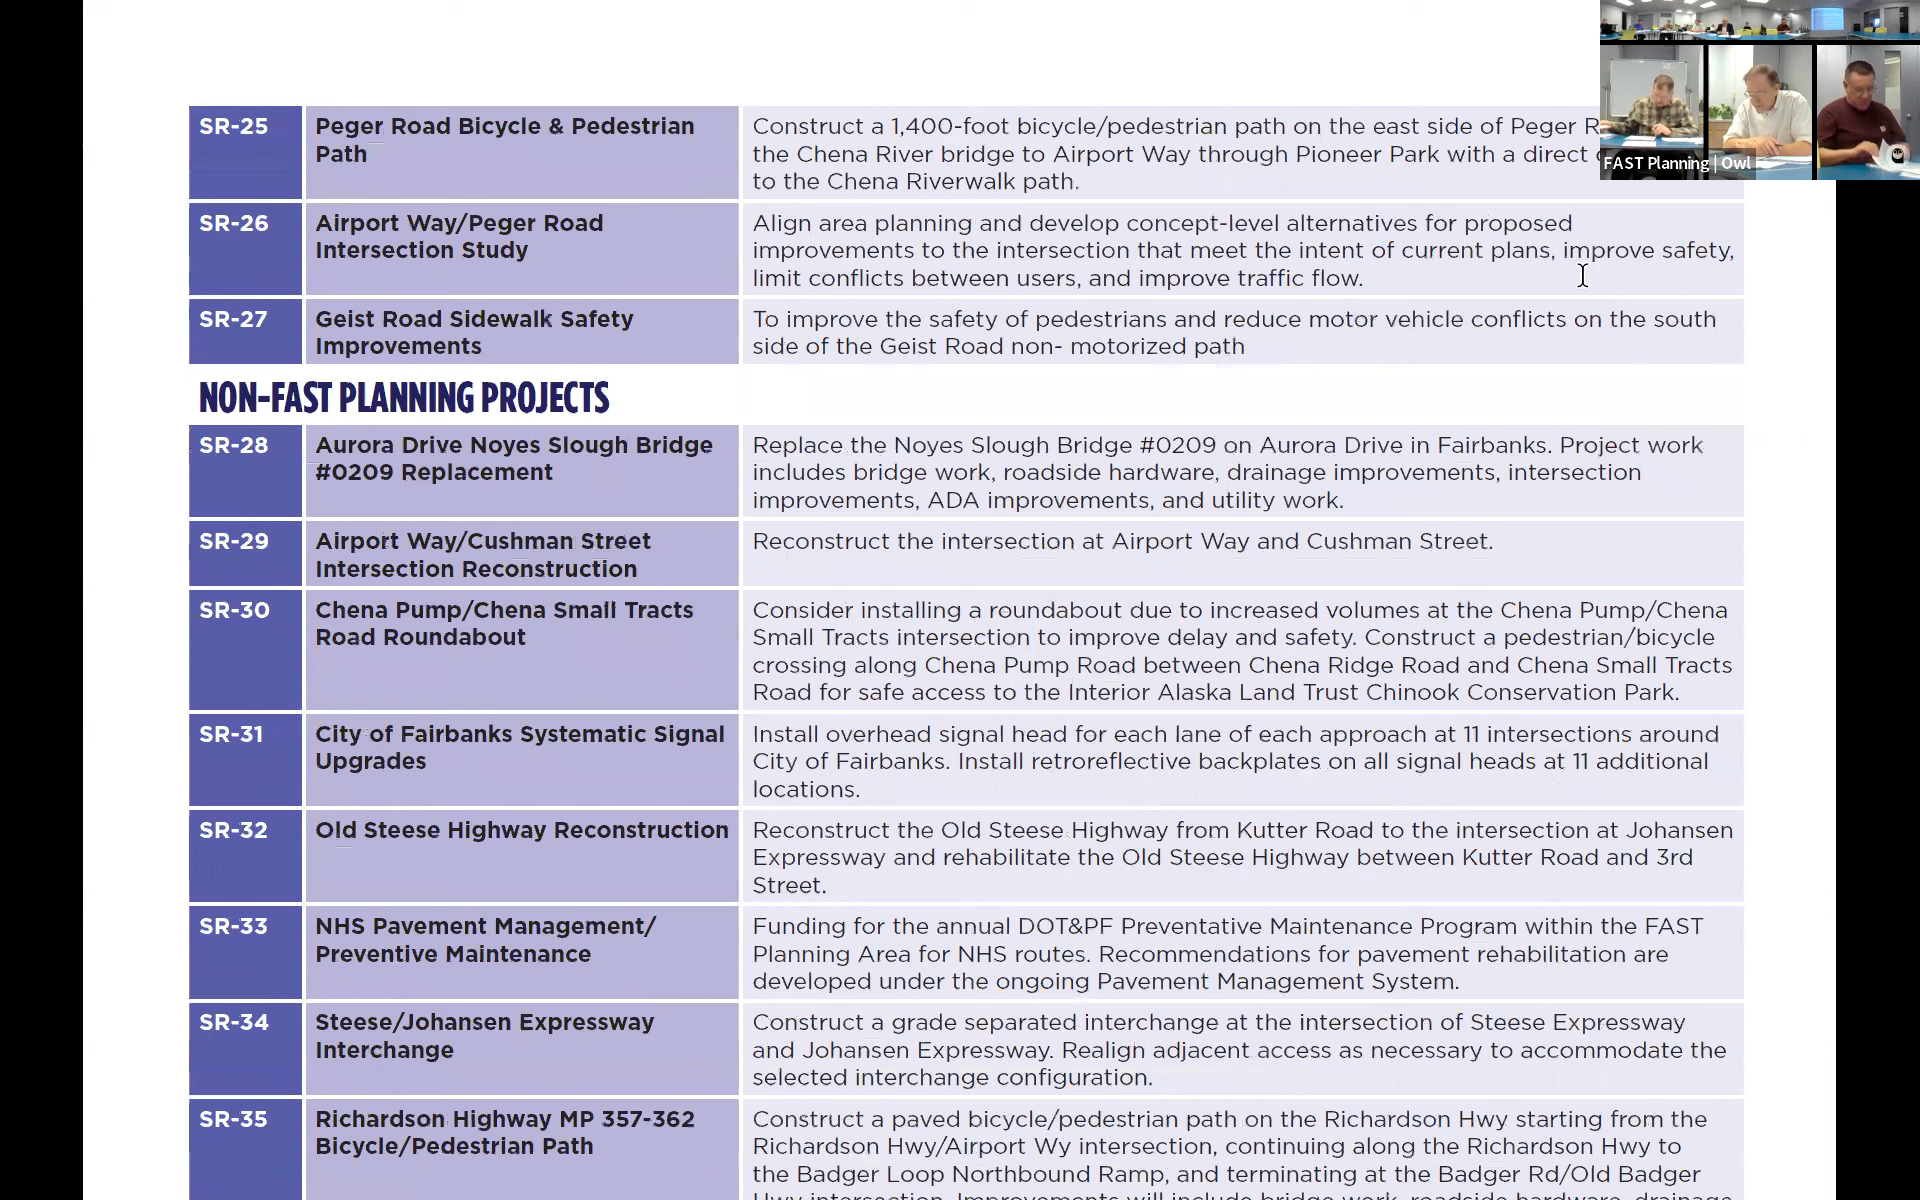 SR-25
Peger Road Bicycle & Pedestrian
Path
Construct a 1,400-foot bicycle/pedestrian path on the east side of Peger R
the Chena River bridge to Airport Way through Pioneer Park with a direct
to the Chena Riverwalk path.
FAST Planning | Owl
SR-26
Airport Way/Peger Road
Intersection Study
Align area planning and develop concept-level alternatives for proposed
improvements to the intersection that meet the intent of current plans, improve safety,
limit conflicts between users, and improve traffic flow.
SR-27
Geist Road Sidewalk Safety
Improvements
To improve the safety of pedestrians and reduce motor vehicle conflicts on the south
side of the Geist Road non- motorized path
NON-FAST PLANNING PROJECTS
SR-28
Aurora Drive Noyes Slough Bridge
#0209 Replacement
Replace the Noyes Slough Bridge #0209 on Aurora Drive in Fairbanks. Project work
includes bridge work, roadside hardware, drainage improvements, intersection
improvements, ADA improvements, and utility work.
SR-29
Airport Way/Cushman Street
Intersection Reconstruction
Reconstruct the intersection at Airport Way and Cushman Street.
SR-30
Chena Pump/Chena Small Tracts
Road Roundabout
Consider installing a roundabout due to increased volumes at the Chena Pump/Chena
Small Tracts intersection to improve delay and safety. Construct a pedestrian/bicycle
crossing along Chena Pump Road between Chena Ridge Road and Chena Small Tracts
Road for safe access to the Interior Alaska Land Trust Chinook Conservation Park.
SR-31
City of Fairbanks Systematic Signal
Upgrades
Install overhead signal head for each lane of each approach at 11 intersections around
City of Fairbanks. Install retroreflective backplates on all signal heads at 11 additional
locations.
SR-32
Old Steese Highway Reconstruction
Reconstruct the Old Steese Highway from Kutter Road to the intersection at Johansen
Expressway and rehabilitate the Old Steese Highway between Kutter Road and 3rd
Street.
SR-33
NHS Pavement Management/
Preventive Maintenance
Funding for the annual DOT&PF Preventative Maintenance Program within the FAST
Planning Area for NHS routes. Recommendations for pavement rehabilitation are
developed under the ongoing Pavement Management System.
SR-34
Steese/Johansen Expressway
Interchange
Construct a grade separated interchange at the intersection of Steese Expressway
and Johansen Expressway. Realign adjacent access as necessary to accommodate the
selected interchange configuration.
SR-35
Richardson Highway MP 357-362
Bicycle/Pedestrian Path
Construct a paved bicycle/pedestrian path on the Richardson Hwy starting from the
Richardson Hwy/Airport Wy intersection, continuing along the Richardson Hwy to
the Badger Loop Northbound Ramp, and terminating at the Badger Rd/Old Badger
Hwy intersection. Improvements will include bridge work, roadside hardware, drainage